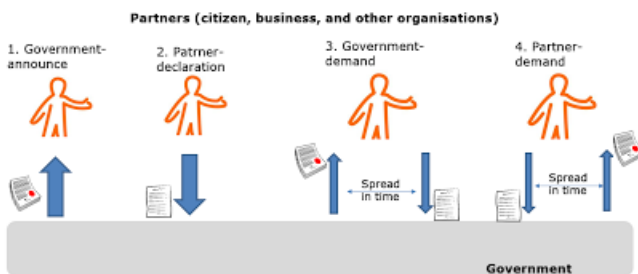 Partners (citizen, business, and other organisations)
1. Government-
announce
2. Patrner-
declaration
3. Government-
demand
4. Partner-
demand
Spread
in time
Spread
in time
Government